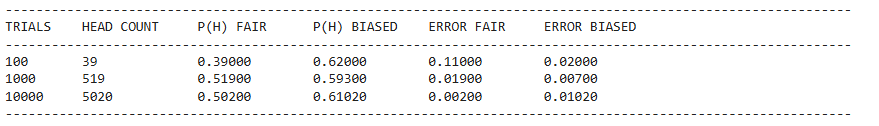 TRIALS HEAD COUNT P(H) FAIR P(H) BIASED ERROR FAIR ERROR BIASED
100 39 0.39000 0.62000 0.11000 0.02000
1000 519 0.51900 0.59300 0.01900 0.00700
10000 5020 0.50200 0.61020 0.00200 0.01020